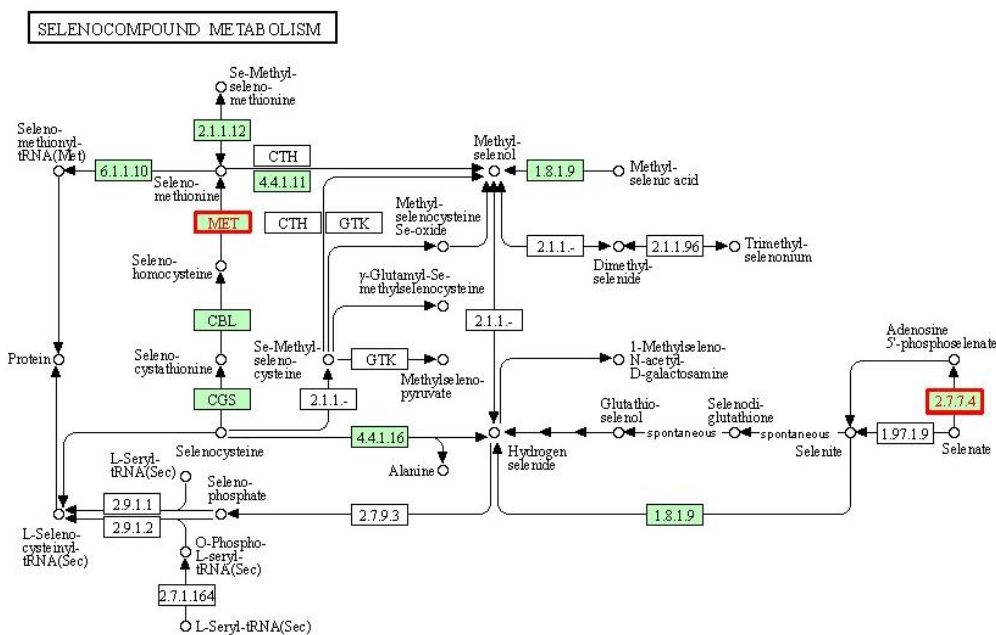 SELENOCOMPOUND METABOLISM
Se-Methyl-
seleno-
methionine
Seleno-
methionyl-
tRNA(Met)
2.1.1.12
Methyl-
selenol
CTH
6.1.1.10
4.4.1.11
1.8.1.9
Methyl-
selenic acid
Seleno-
methionine
MET
CTH
GTK
Methyl-
selenocysteine
Se-oxide
2.1.1.-
2.1.1.96
Trimethyl-
selenonium
Dimethyl-
selenide
Seleno-
homocysteine
γ-Glutamyl-Se-
methylselenocysteine
CBL
2.1.1.-
Protein
Seleno-
cystathionine
Se-Methyl-
seleno-
cysteine
GTK
Methylseleno-
pyruvate
1-Methylseleno-
N-acetyl-
D-galactosamine
Adenosine
5'-phosphoselenate
CGS
2.1.1.-
2.7.7.4
Glutathio-
selenol
Selenodi-
glutathione
Selenocysteine
4.4.1.16
spontaneous
spontaneous
1.97.1.9
Hydrogen
selenide
Selenite
Selenate
Alanine
L-Seryl-
tRNA(Sec)
2.9.1.1
Seleno-
phosphate
2.7.9.3
1.8.1.9
2.9.1.2
L-Seleno-
cysteinyl-
tRNA(Sec)
O-Phospho-
L-seryl-
tRNA(Sec)
2.7.1.164
L-Seryl-tRNA(Sec)